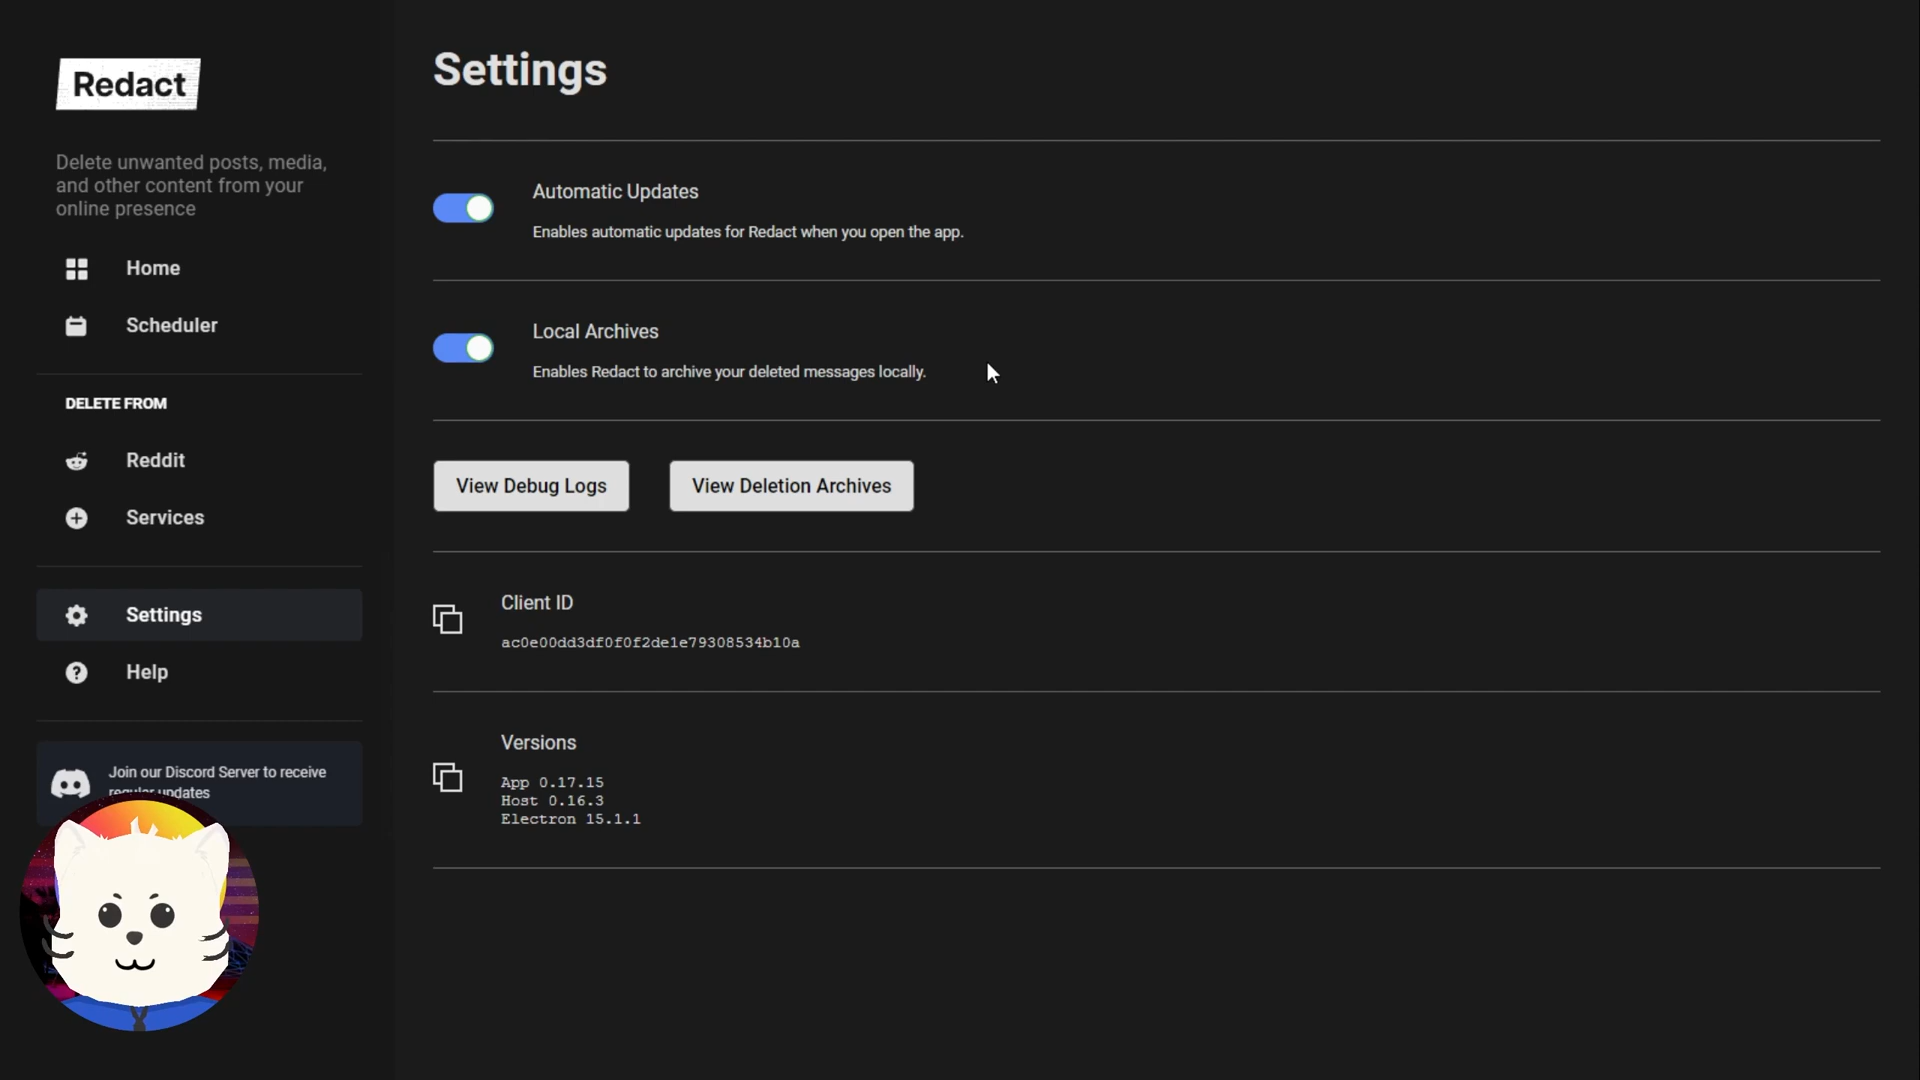 Redact
Delete unwanted posts, media,
and other content from your
online presence
Home
Scheduler
DELETE FROM
Reddit
Services
Settings
Help
Join our Discord Server to receive
regular updates
Settings
Automatic Updates
Enables automatic updates for Redact when you open the app.
Local Archives
Enables Redact to archive your deleted messages locally.
View Debug Logs
View Deletion Archives
Client ID
ac0e00dd3df0f0f2de1e79308534b10a
Versions
App 0.17.15
Host 0.16.3
Electron 15.1.1